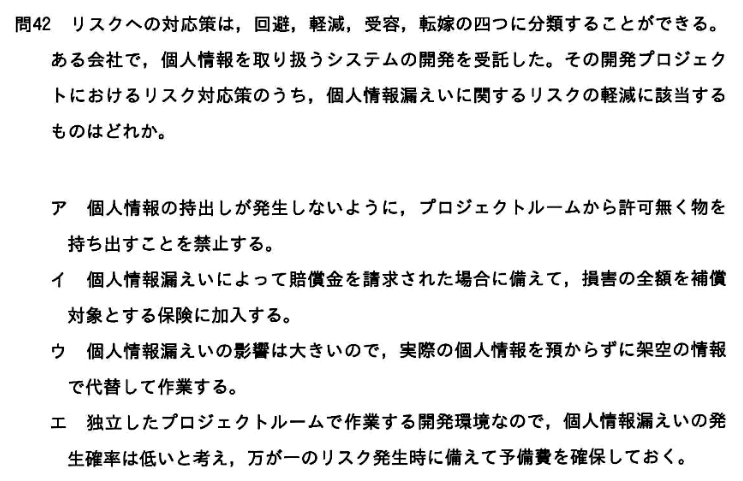 問42　リスクへの対応策は，回避，軽減，受容，転嫁の四つに分類することができる。
ある会社で，個人情報を取り扱うシステムの開発を受託した。その開発プロジェク
トにおけるリスク対応策のうち，個人情報漏えいに関するリスクの軽減に該当する
ものはどれか。
ア　個人情報の持出しが発生しないように，プロジェクトルームから許可無く物を
持ち出すことを禁止する。
イ　個人情報漏えいによって賠償金を請求された場合に備えて，損害の全額を補償
対象とする保険に加入する。
ウ　個人情報漏えいの影響は大きいので，実際の個人情報を預からずに架空の情報
で代替して作業する。
エ　独立したプロジェクトルームで作業する開発環境なので，個人情報漏えいの発
生確率は低いと考え，万が一のリスク発生時に備えて予備費を確保しておく。